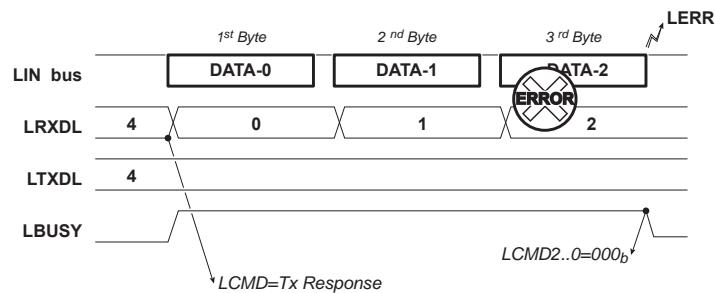 LERR
1st Byte 2 nd Byte 3 rd Byte
LIN bus DATA-0 DATA-1 DATA-2
ERROR
LRXDL 4 0 1 2
LTXDL 4
LBUSY
LCMD2..0=000b
LCMD=Tx Response